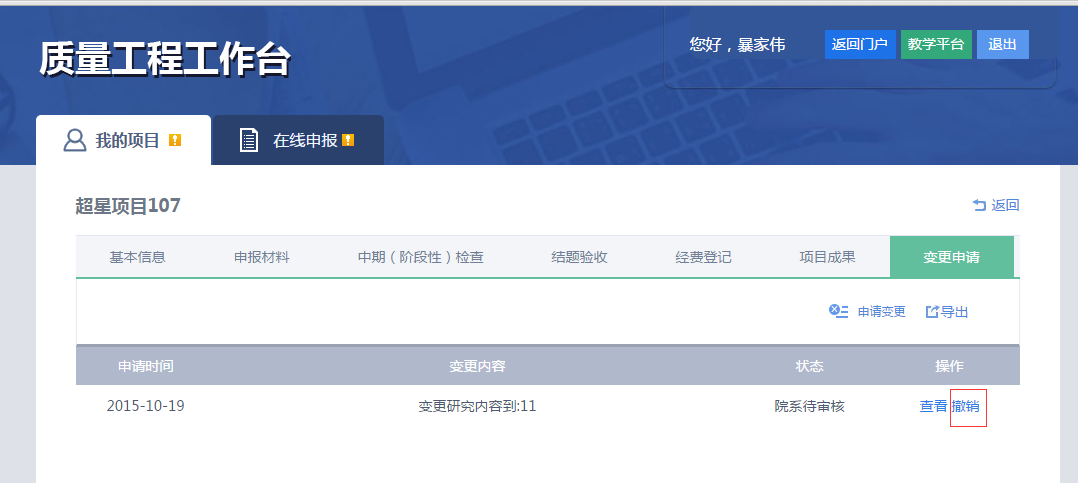 质量工程工作台
您好，暴家伟
返回门户
教学平台
退出
我的项目
在线申报
超星项目107
返回
基本信息 申报材料 中期（阶段性）检查 结题验收 经费登记 项目成果 变更申请
申请变更 导出
申请时间 变更内容 状态 操作
2015-10-19 变更研究内容到:11 院系待审核 查看 撤销